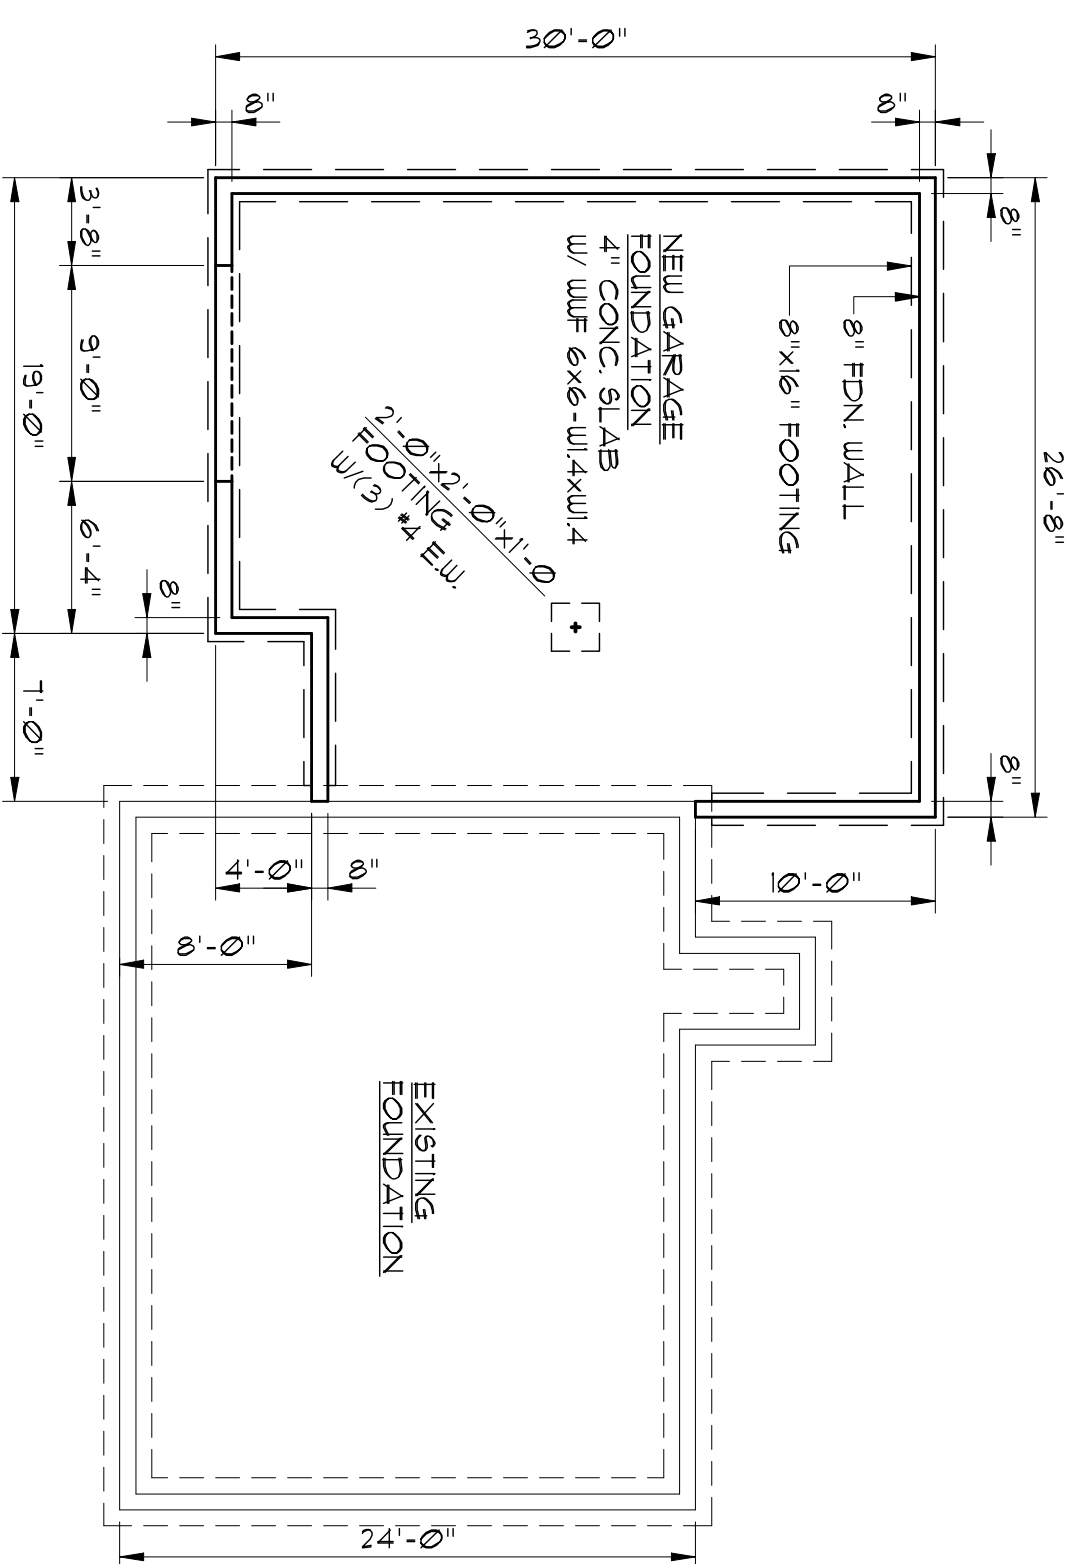 30'-0"
8"
8"
8"
26'-8"
3'-8"
9'-0"
6'-4"
19'-0"
7'-0"
8"
8"
NEW GARAGE
FOUNDATION
4" CONC. SLAB
W/ WWF 6x6-W1.4xW1.4
8" FDN. WALL
8"x16" FOOTING
2'-0"x2'-0"x1'-0
FOOTING
W/(3) #4 E.W.
4'-0"
8"
10'-0"
8'-0"
EXISTING
FOUNDATION
24'-0"